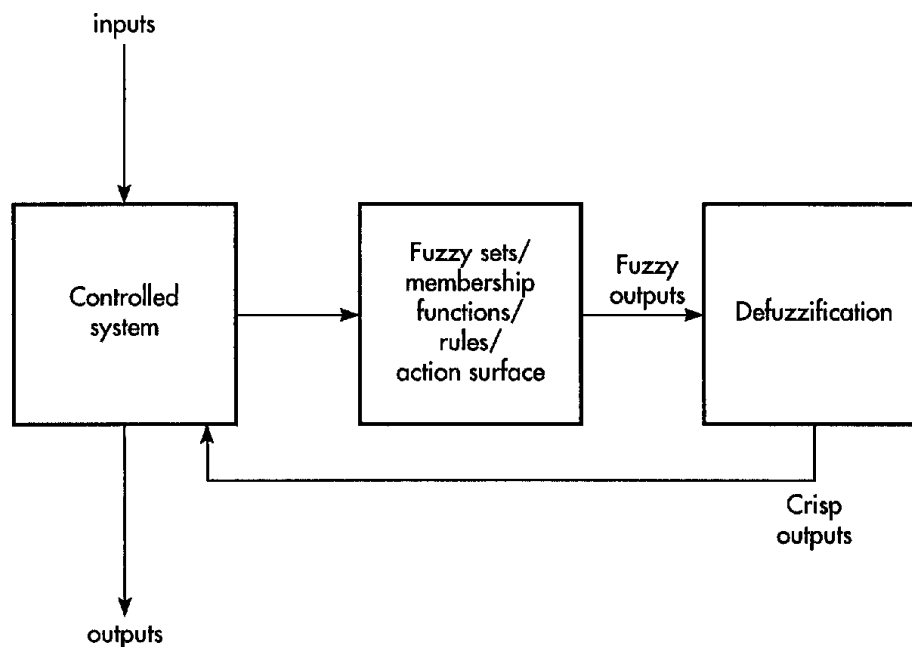 inputs
Controlled
system
Fuzzy sets/
membership
functions/
rules/
action surface
Fuzzy
outputs
Defuzzification
Crisp
outputs
outputs